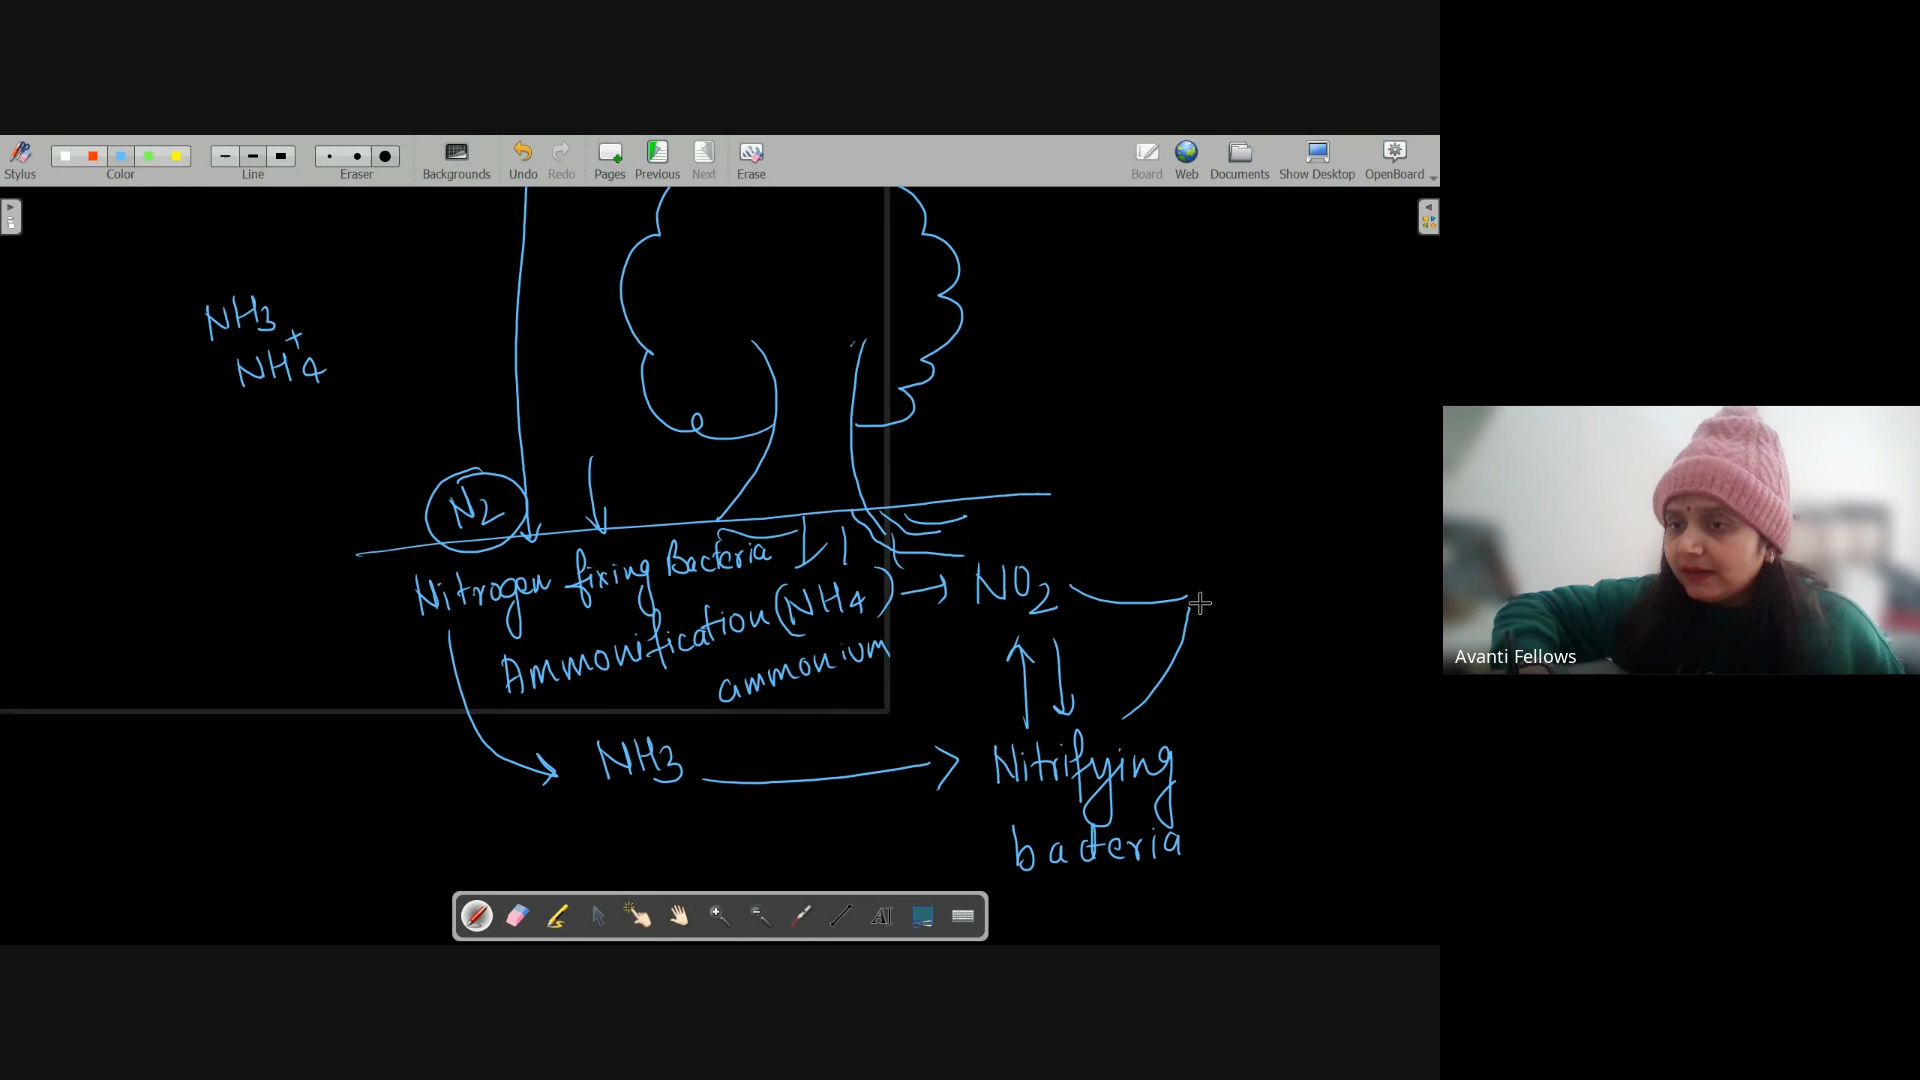 Stylus
Color
Line
Eraser
Backgrounds
Undo
Redo
Pages
Previous
Next
Erase
Board
Web
Documents
Show Desktop
OpenBoard
NH3
NH4+
N2
Nitrogen fixing Bacteria
Ammonification (NH4) → NO2
ammonium
NH3
Nitrifying
bacteria
AI
Avanti Fellows